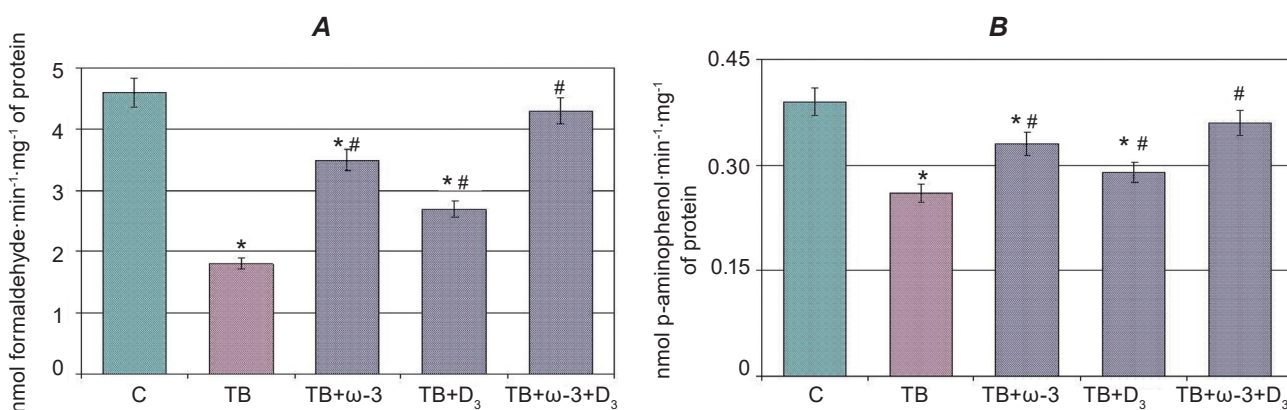 A
nmol formaldehyde·min⁻¹·mg⁻¹ of protein
5
4
3
2
1
0
*
* #
* #
#
C TB TB+ω-3 TB+D₃ TB+ω-3+D₃
B
nmol p-aminophenol·min⁻¹·mg⁻¹
of protein
0.45
0.30
0.15
0
*
* #
* #
#
C TB TB+ω-3 TB+D₃ TB+ω-3+D₃